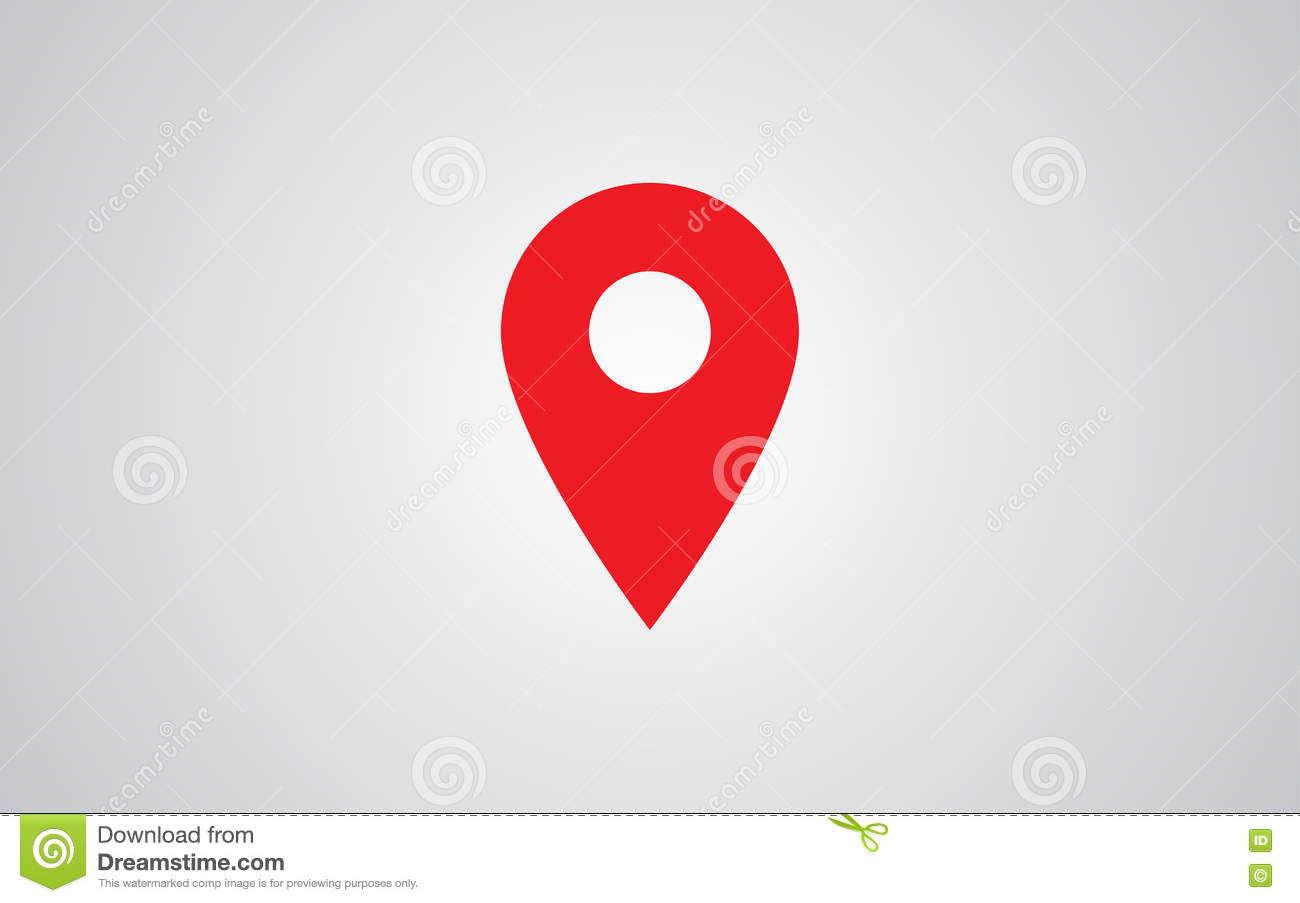 dreamstime
dreamstime
dreamstime
dreamstime
dreamstime
dreamstime
Download from
Dreamstime.com
This watermarked comp image is for previewing purposes only.
ID
©